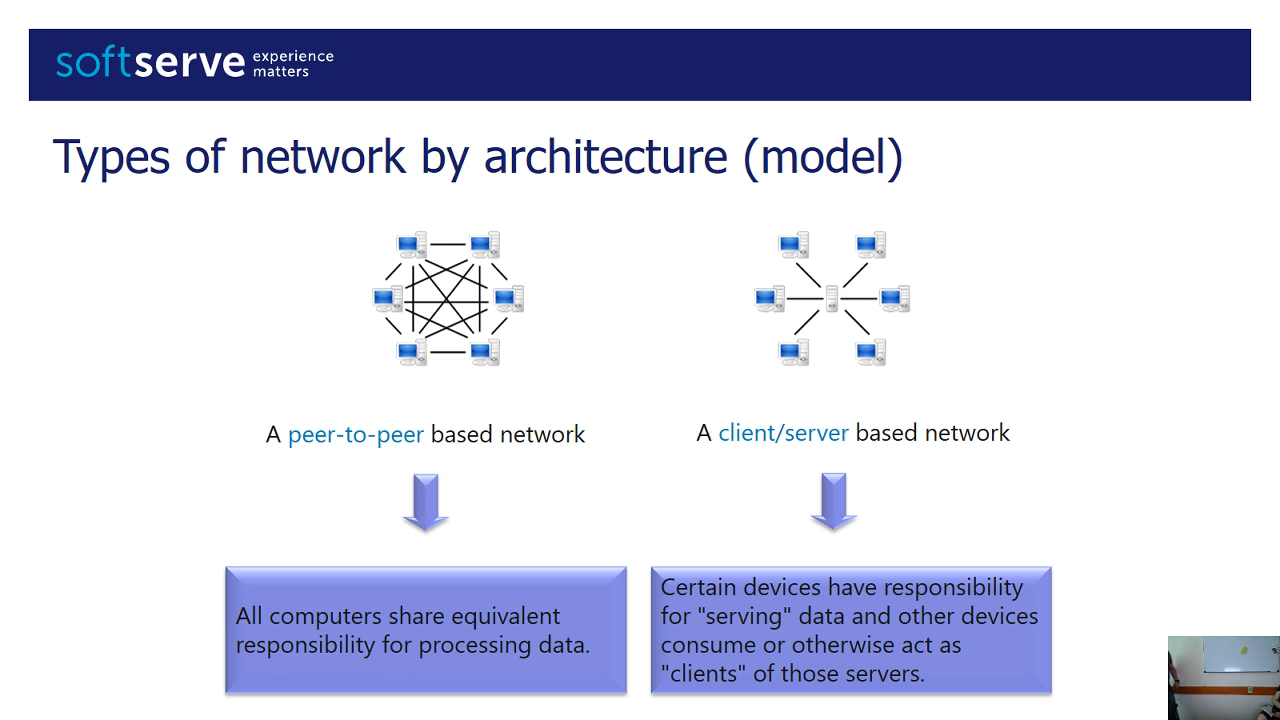 softserve experience matters
Types of network by architecture (model)
A peer-to-peer based network
A client/server based network
All computers share equivalent
responsibility for processing data.
Certain devices have responsibility
for "serving" data and other devices
consume or otherwise act as
"clients" of those servers.